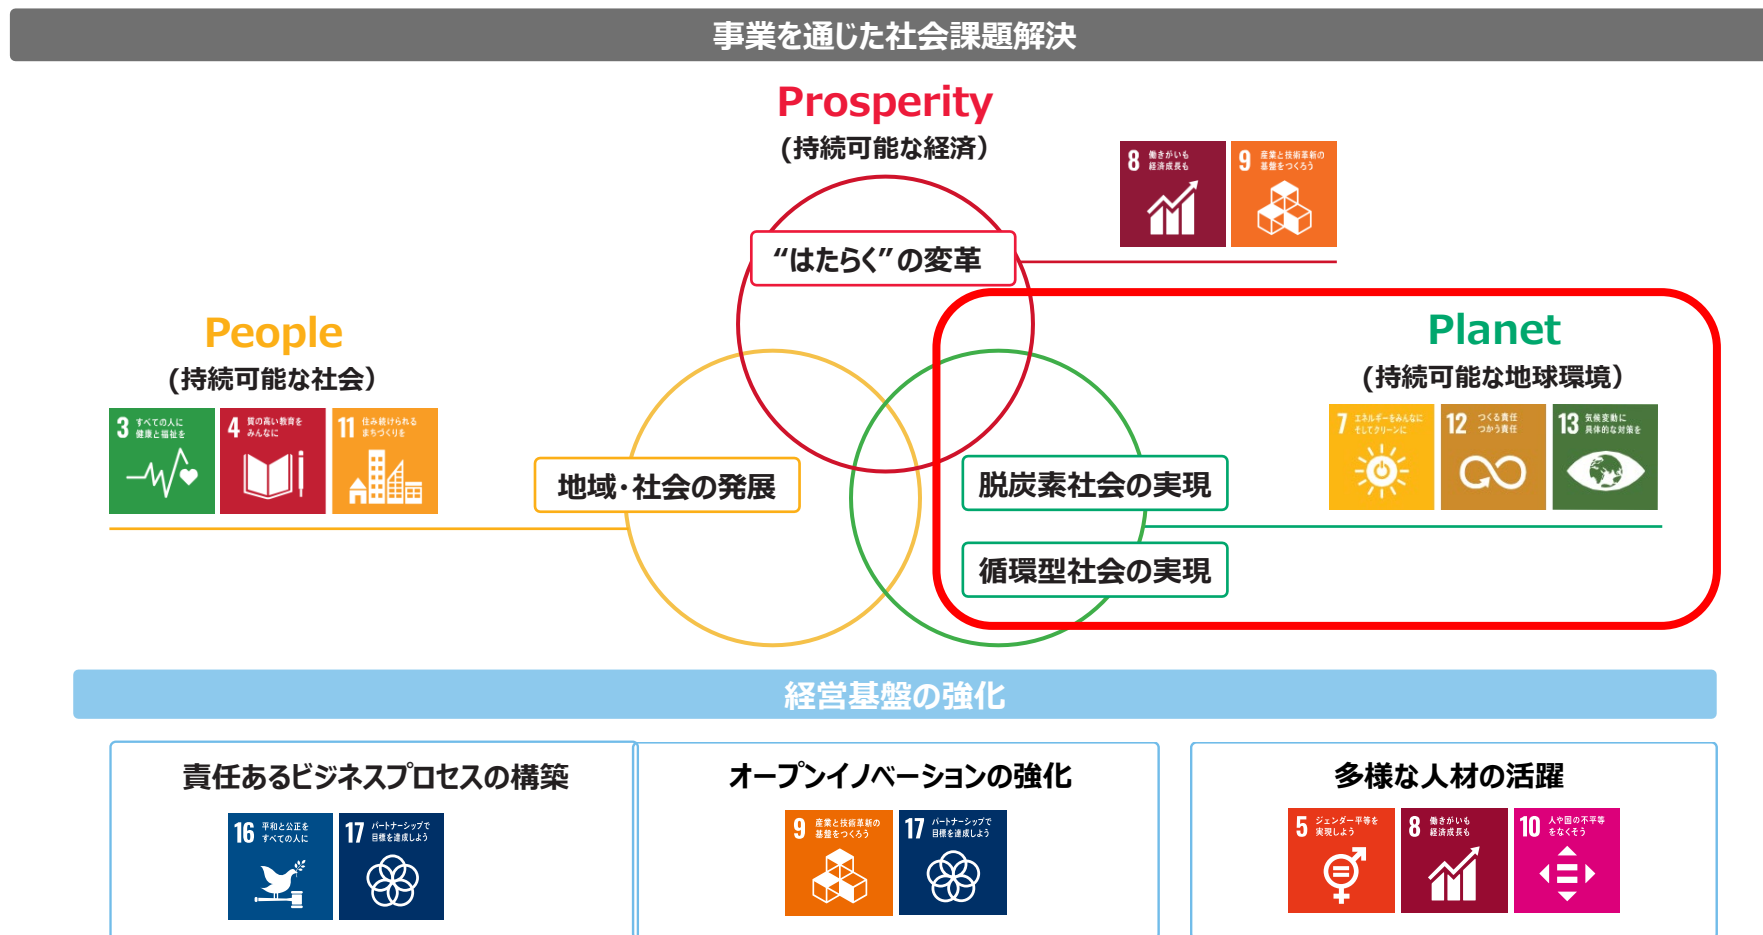 事業を通じた社会課題解決
Prosperity
(持続可能な経済)
8 働きがいも
経済成長も
9 産業と技術革新の
基盤をつくろう
“はたらく”の変革
People
(持続可能な社会)
3 すべての人に
健康と福祉を
4 質の高い教育を
みんなに
11 住み続けられる
まちづくりを
地域・社会の発展
Planet
(持続可能な地球環境)
7 エネルギーをみんなに
そしてクリーンに
12 つくる責任
つかう責任
13 気候変動に
具体的な対策を
脱炭素社会の実現
循環型社会の実現
経営基盤の強化
責任あるビジネスプロセスの構築
16 平和と公正を
すべての人に
17 パートナーシップで
目標を達成しよう
オープンイノベーションの強化
9 産業と技術革新の
基盤をつくろう
17 パートナーシップで
目標を達成しよう
多様な人材の活躍
5 ジェンダー平等を
実現しよう
8 働きがいも
経済成長も
10 人や国の不平等
をなくそう